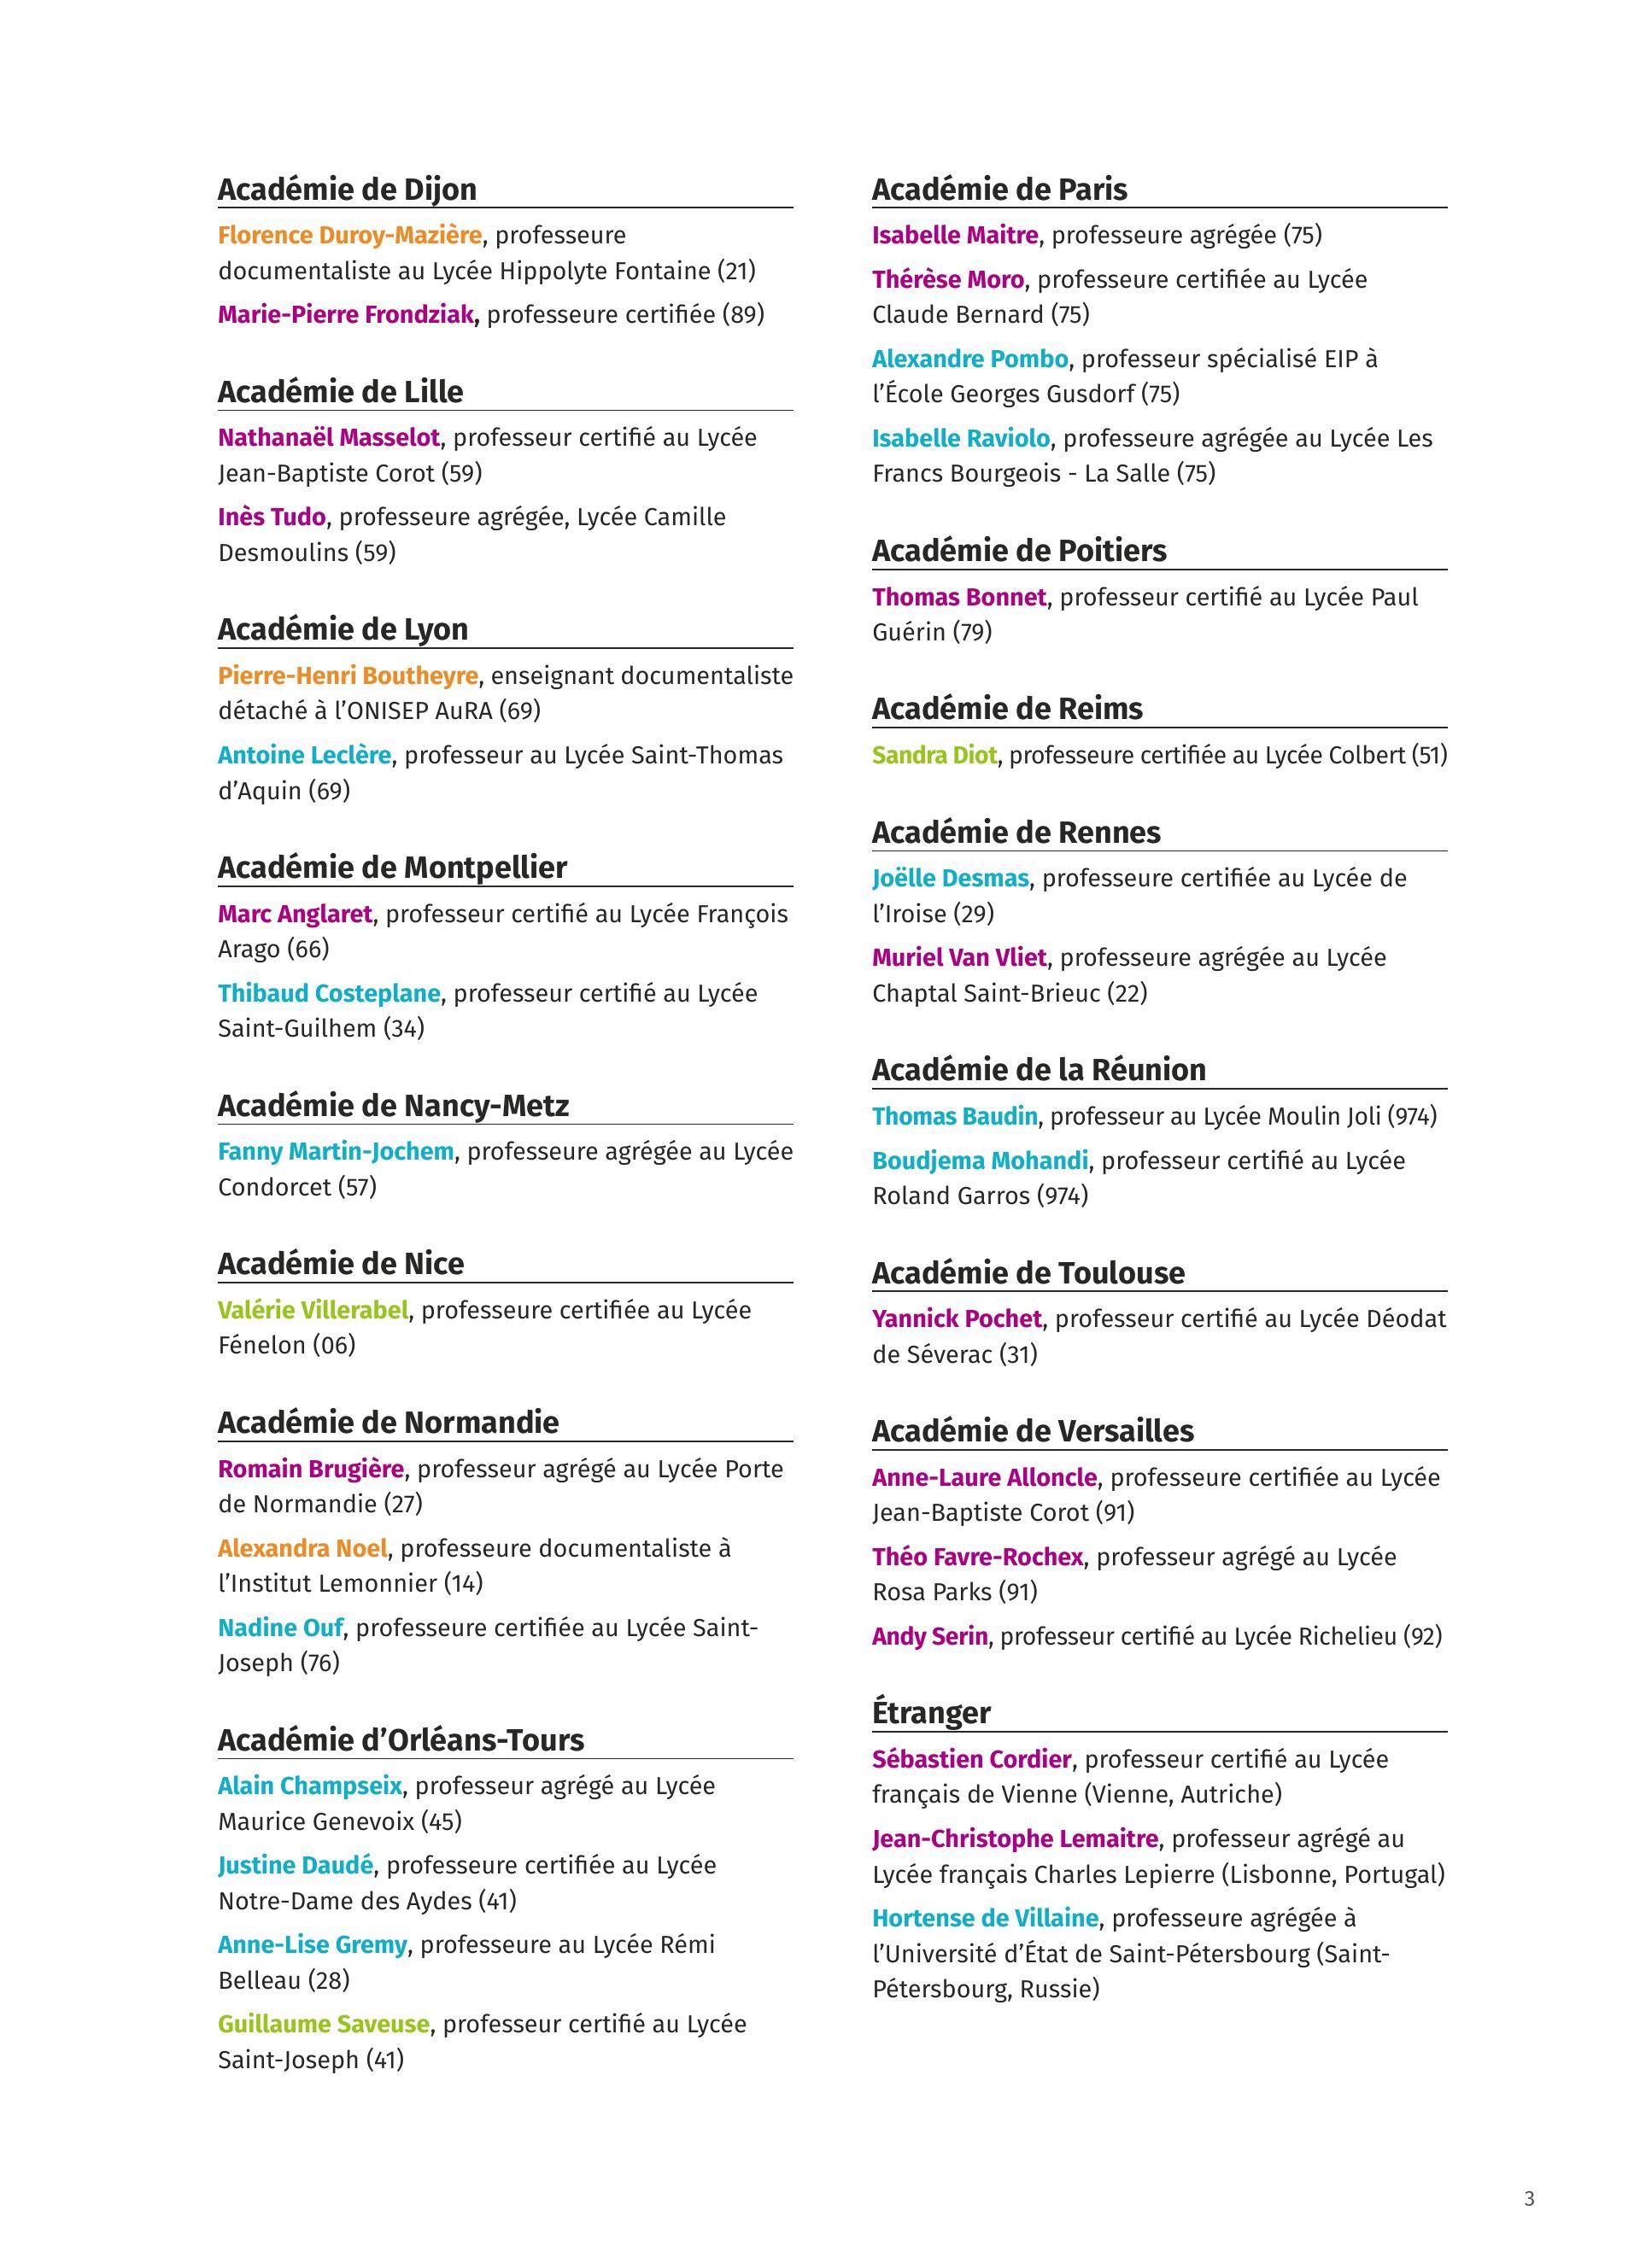 Académie de Dijon
Florence Duroy-Mazière, professeure
documentaliste au Lycée Hippolyte Fontaine (21)
Marie-Pierre Frondziak, professeure certifiée (89)
Académie de Lille
Nathanaël Masselot, professeur certifié au Lycée
Jean-Baptiste Corot (59)
Inès Tudo, professeure agrégée, Lycée Camille
Desmoulins (59)
Académie de Lyon
Pierre-Henri Boutheyre, enseignant documentaliste
détaché à l’ONISEP AuRA (69)
Antoine Leclère, professeur au Lycée Saint-Thomas
d’Aquin (69)
Académie de Montpellier
Marc Anglaret, professeur certifié au Lycée François
Arago (66)
Thibaud Costeplane, professeur certifié au Lycée
Saint-Guilhem (34)
Académie de Nancy-Metz
Fanny Martin-Jochem, professeure agrégée au Lycée
Condorcet (57)
Académie de Nice
Valérie Villerabel, professeure certifiée au Lycée
Fénelon (06)
Académie de Normandie
Romain Brugière, professeur agrégé au Lycée Porte
de Normandie (27)
Alexandra Noel, professeure documentaliste à
l’Institut Lemonnier (14)
Nadine Ouf, professeure certifiée au Lycée Saint-
Joseph (76)
Académie d’Orléans-Tours
Alain Champseix, professeur agrégé au Lycée
Maurice Genevoix (45)
Justine Daudé, professeure certifiée au Lycée
Notre-Dame des Aydes (41)
Anne-Lise Gremy, professeure au Lycée Rémi
Belleau (28)
Guillaume Saveuse, professeur certifié au Lycée
Saint-Joseph (41)
Académie de Paris
Isabelle Maitre, professeure agrégée (75)
Thérèse Moro, professeure certifiée au Lycée
Claude Bernard (75)
Alexandre Pombo, professeur spécialisé EIP à
l’École Georges Gusdorf (75)
Isabelle Raviolo, professeure agrégée au Lycée Les
Francs Bourgeois - La Salle (75)
Académie de Poitiers
Thomas Bonnet, professeur certifié au Lycée Paul
Guérin (79)
Académie de Reims
Sandra Diot, professeure certifiée au Lycée Colbert (51)
Académie de Rennes
Joëlle Desmas, professeure certifiée au Lycée de
l’Iroise (29)
Muriel Van Vliet, professeure agrégée au Lycée
Chaptal Saint-Brieuc (22)
Académie de la Réunion
Thomas Baudin, professeur au Lycée Moulin Joli (974)
Boudjema Mohandi, professeur certifié au Lycée
Roland Garros (974)
Académie de Toulouse
Yannick Pochet, professeur certifié au Lycée Déodat
de Séverac (31)
Académie de Versailles
Anne-Laure Alloncle, professeure certifiée au Lycée
Jean-Baptiste Corot (91)
Théo Favre-Rochex, professeur agrégé au Lycée
Rosa Parks (91)
Andy Serin, professeur certifié au Lycée Richelieu (92)
Étranger
Sébastien Cordier, professeur certifié au Lycée
français de Vienne (Vienne, Autriche)
Jean-Christophe Lemaitre, professeur agrégé au
Lycée français Charles Lepierre (Lisbonne, Portugal)
Hortense de Villaine, professeure agrégée à
l’Université d’État de Saint-Pétersbourg (Saint-
Pétersbourg, Russie)
3